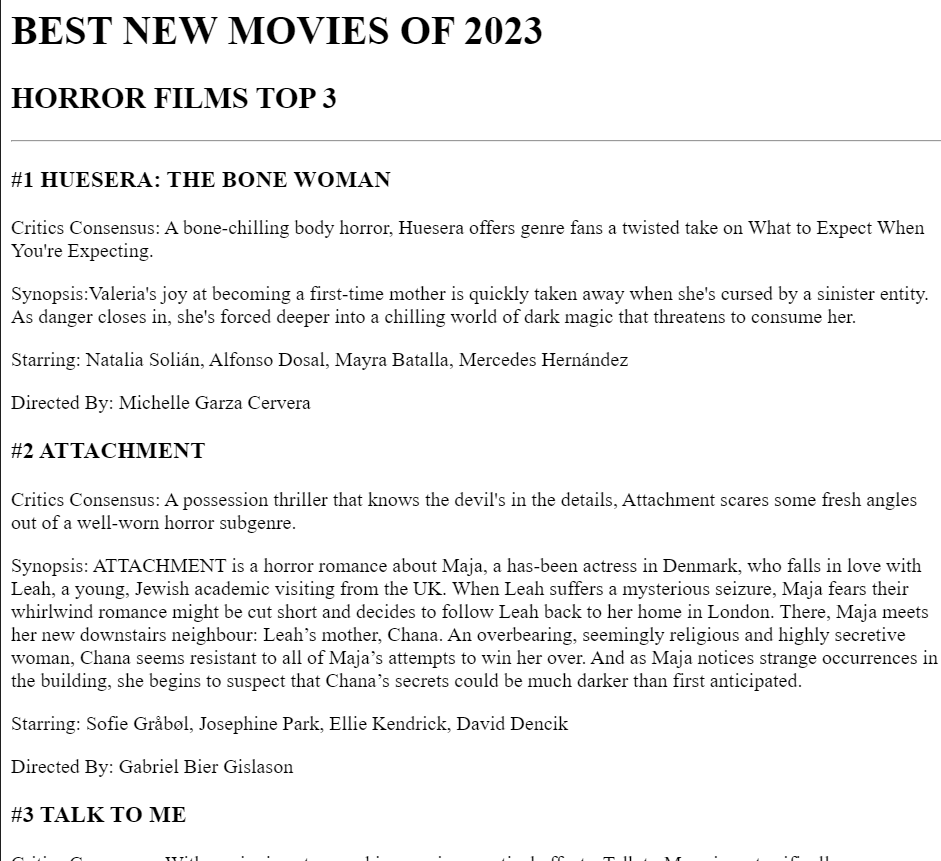 BEST NEW MOVIES OF 2023
HORROR FILMS TOP 3
#1 HUESERA: THE BONE WOMAN
Critics Consensus: A bone-chilling body horror, Huesera offers genre fans a twisted take on What to Expect When
You're Expecting.
Synopsis:Valeria's joy at becoming a first-time mother is quickly taken away when she's cursed by a sinister entity.
As danger closes in, she's forced deeper into a chilling world of dark magic that threatens to consume her.
Starring: Natalia Solián, Alfonso Dosal, Mayra Batalla, Mercedes Hernández
Directed By: Michelle Garza Cervera
#2 ATTACHMENT
Critics Consensus: A possession thriller that knows the devil's in the details, Attachment scares some fresh angles
out of a well-worn horror subgenre.
Synopsis: ATTACHMENT is a horror romance about Maja, a has-been actress in Denmark, who falls in love with
Leah, a young, Jewish academic visiting from the UK. When Leah suffers a mysterious seizure, Maja fears their
whirlwind romance might be cut short and decides to follow Leah back to her home in London. There, Maja meets
her new downstairs neighbour: Leah’s mother, Chana. An overbearing, seemingly religious and highly secretive
woman, Chana seems resistant to all of Maja’s attempts to win her over. And as Maja notices strange occurrences in
the building, she begins to suspect that Chana’s secrets could be much darker than first anticipated.
Starring: Sofie Gråbøl, Josephine Park, Ellie Kendrick, David Dencik
Directed By: Gabriel Bier Gislason
#3 TALK TO ME